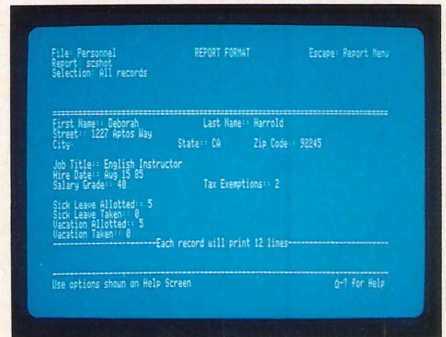 File: Personnel REPORT FORMAT Escape: Report Menu
Report: scshot
Selection: All records
First Name:: Deborah Last Name:: Harrold
Street:: 1227 Aptos Way
City: State:: CA Zip Code:: 92245
Job Title:: English Instructor
Hire Date:: Aug 15 85
Salary Grade:: 40 Tax Exemptions:: 2
Sick Leave Allotted:: 5
Sick Leave Taken:: 0
Vacation Allotted:: 5
Vacation Taken:: 0
Each record will print 12 lines
Use options shown on Help Screen -? for Help